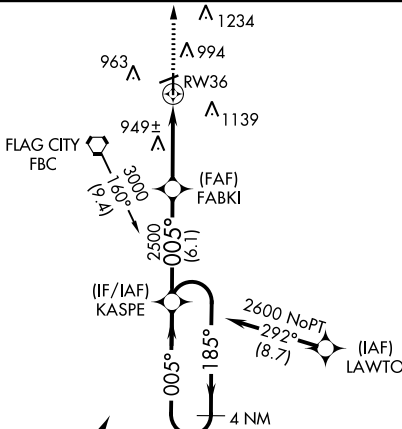 1234
994
963
RW36
1139
949±
FLAG CITY
FBC
3000
160°
(9.4)
(FAF)
FABKI
2500
005°
(6.1)
(IF/IAF)
KASPE
2600 NoPT
292°
(8.7)
(IAF)
LAWTO
005°
185°
4 NM